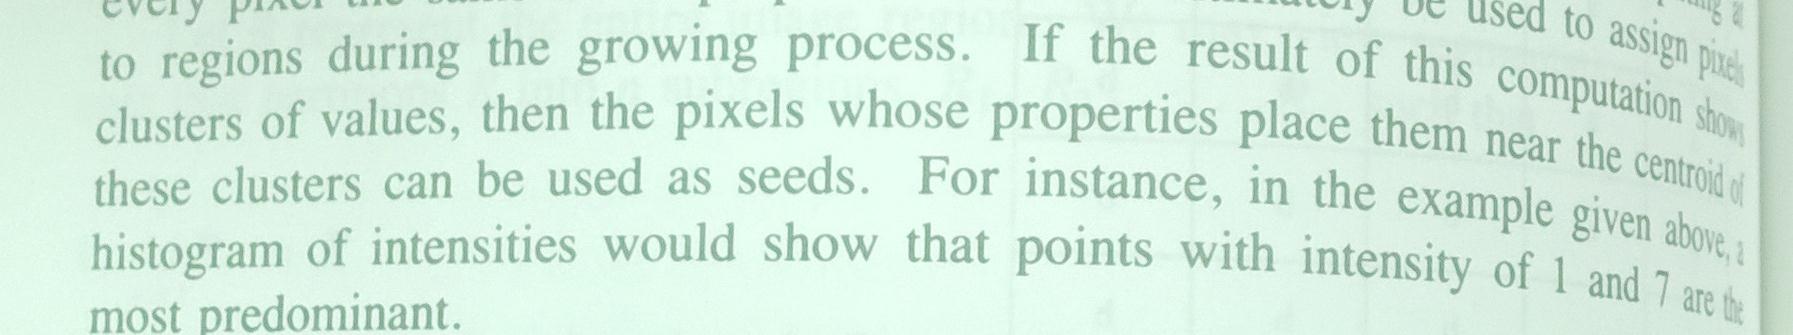 every pixel the
be used to assign pixels
to regions during the growing process. If the result of this computation shows
clusters of values, then the pixels whose properties place them near the centroid of
these clusters can be used as seeds. For instance, in the example given above, a
histogram of intensities would show that points with intensity of 1 and 7 are the
most predominant.